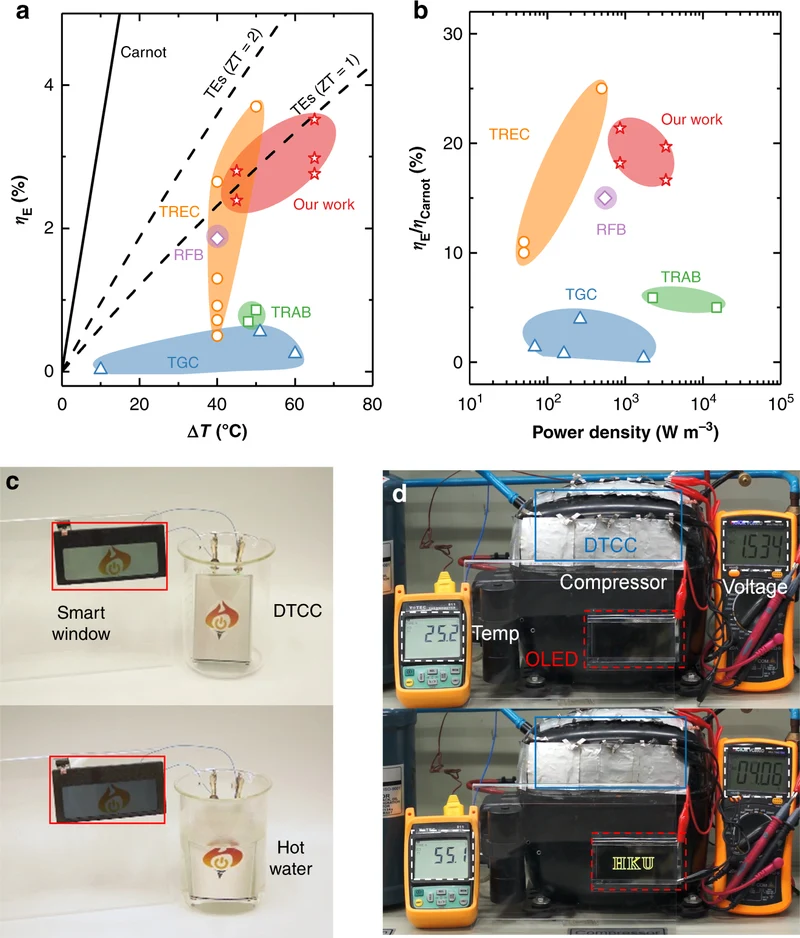 a
Carnot
TEs (ZT = 2)
TEs (ZT = 1)
TREC
RFB
Our work
TRAB
TGC
4
2
0
ηE (%)
0 20 40 60 80
ΔT (°C)
b
TREC
Our work
RFB
TRAB
TGC
30
20
10
0
ηE/ηCarnot (%)
10¹ 10² 10³ 10⁴ 10⁵
Power density (W m⁻³)
c
Smart
window
DTCC
Hot
water
d
DTCC
Compressor
Voltage
Temp
OLED
1.534
25.2
04.06
55.1
HKU
Compressor